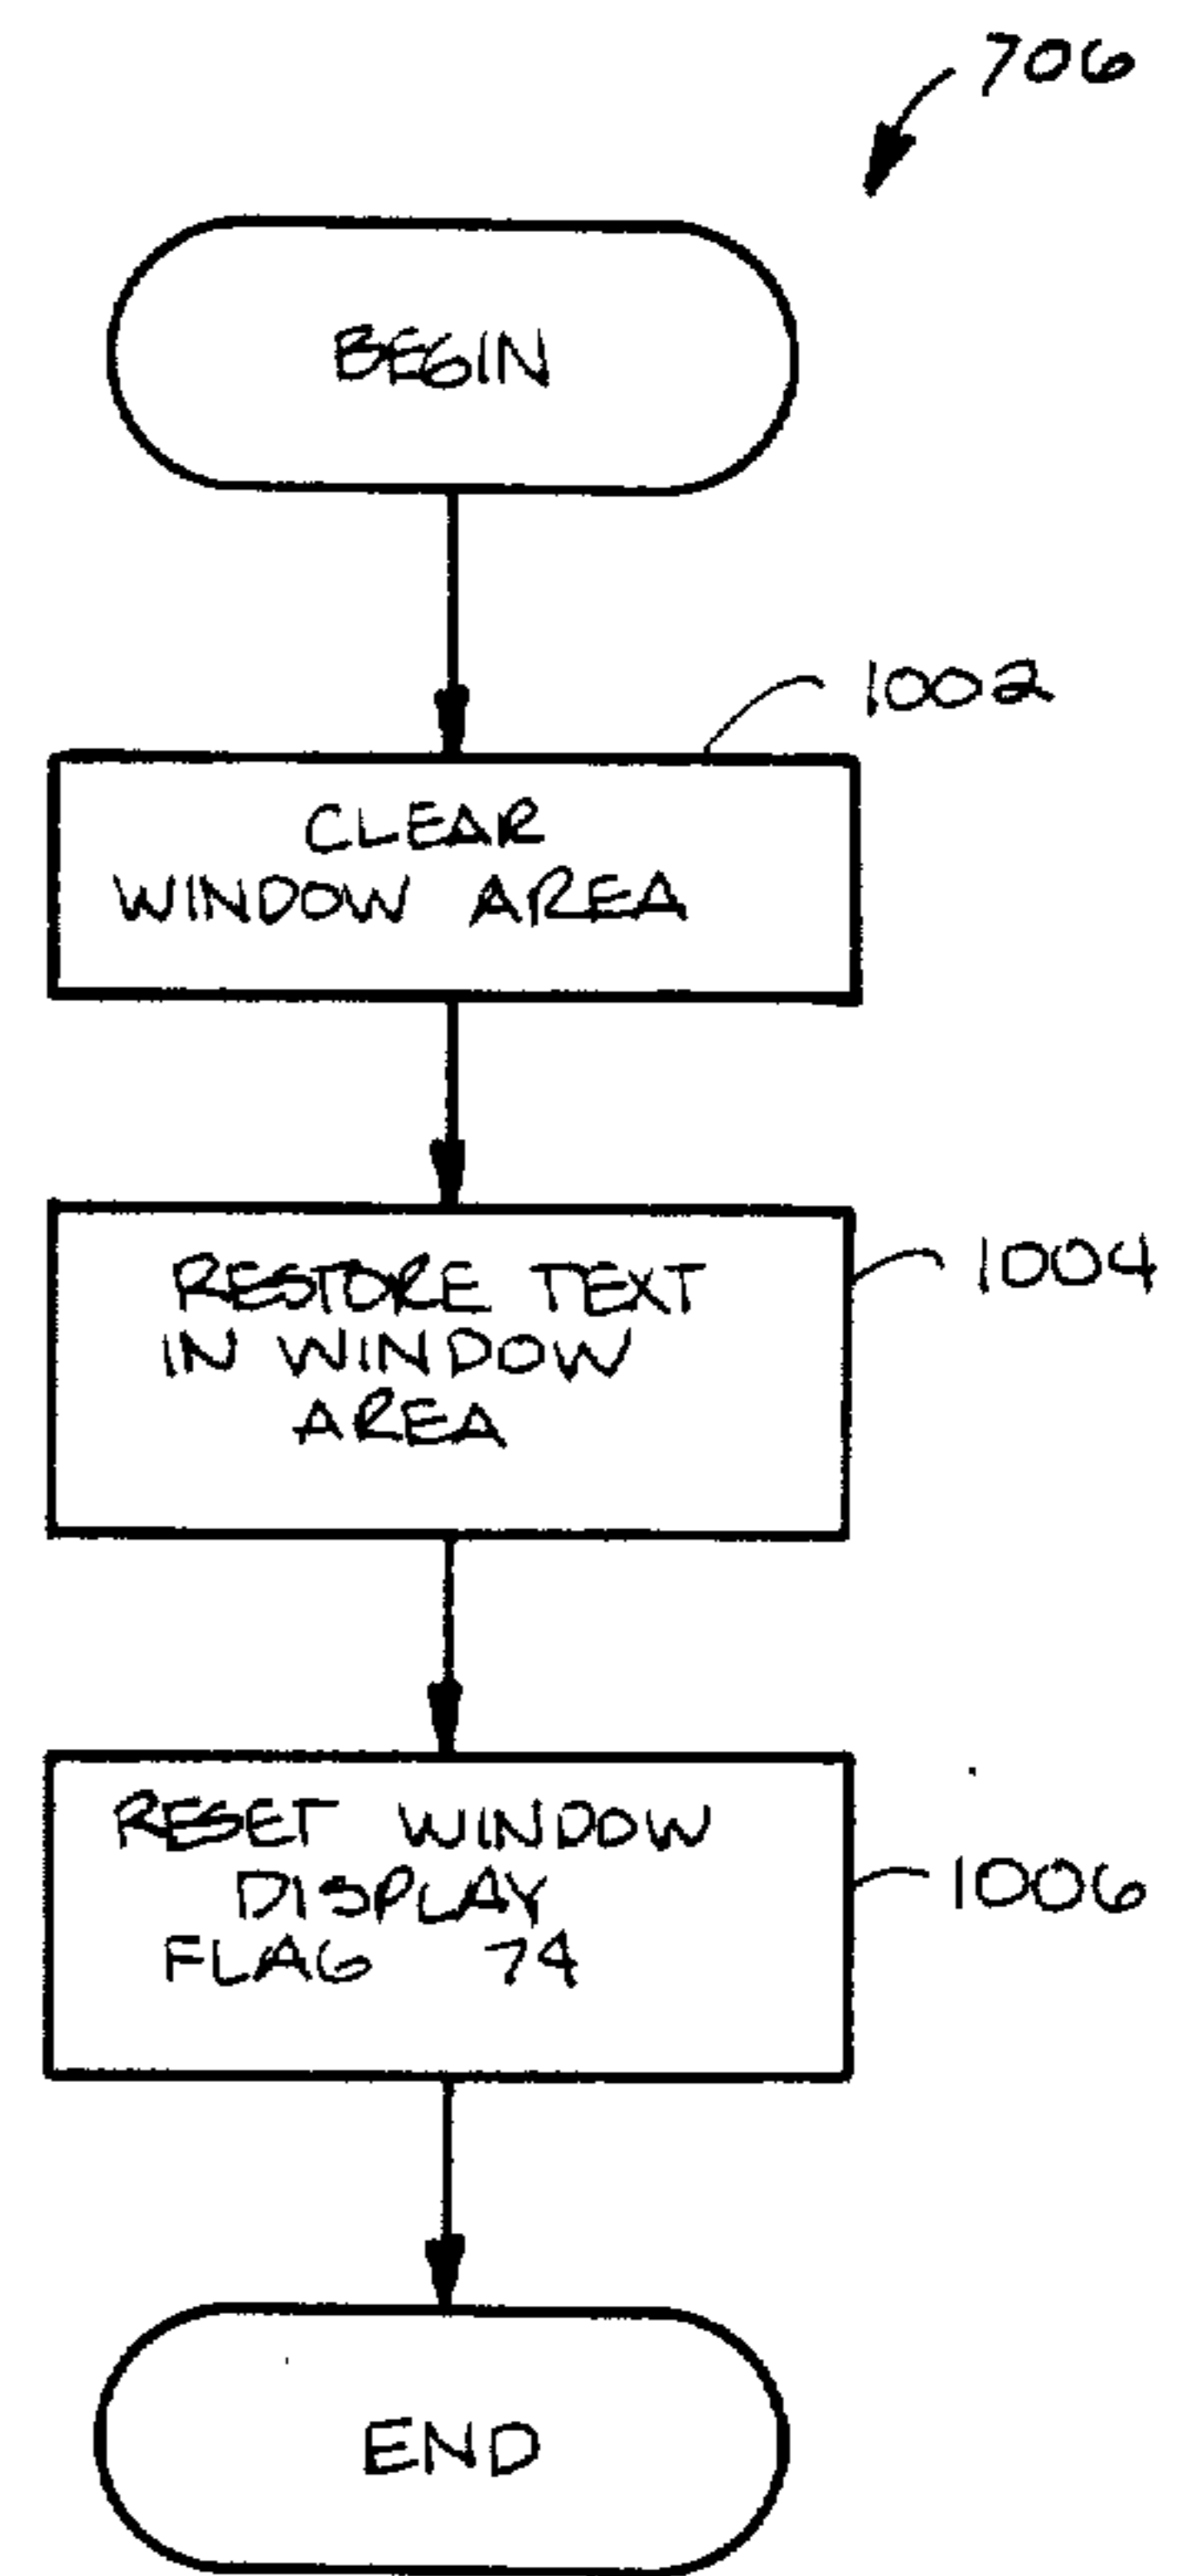 706
BEGIN
1002
CLEAR
WINDOW AREA
RESTORE TEXT
IN WINDOW
AREA
1004
RESET WINDOW
DISPLAY
FLAG 74
1006
END